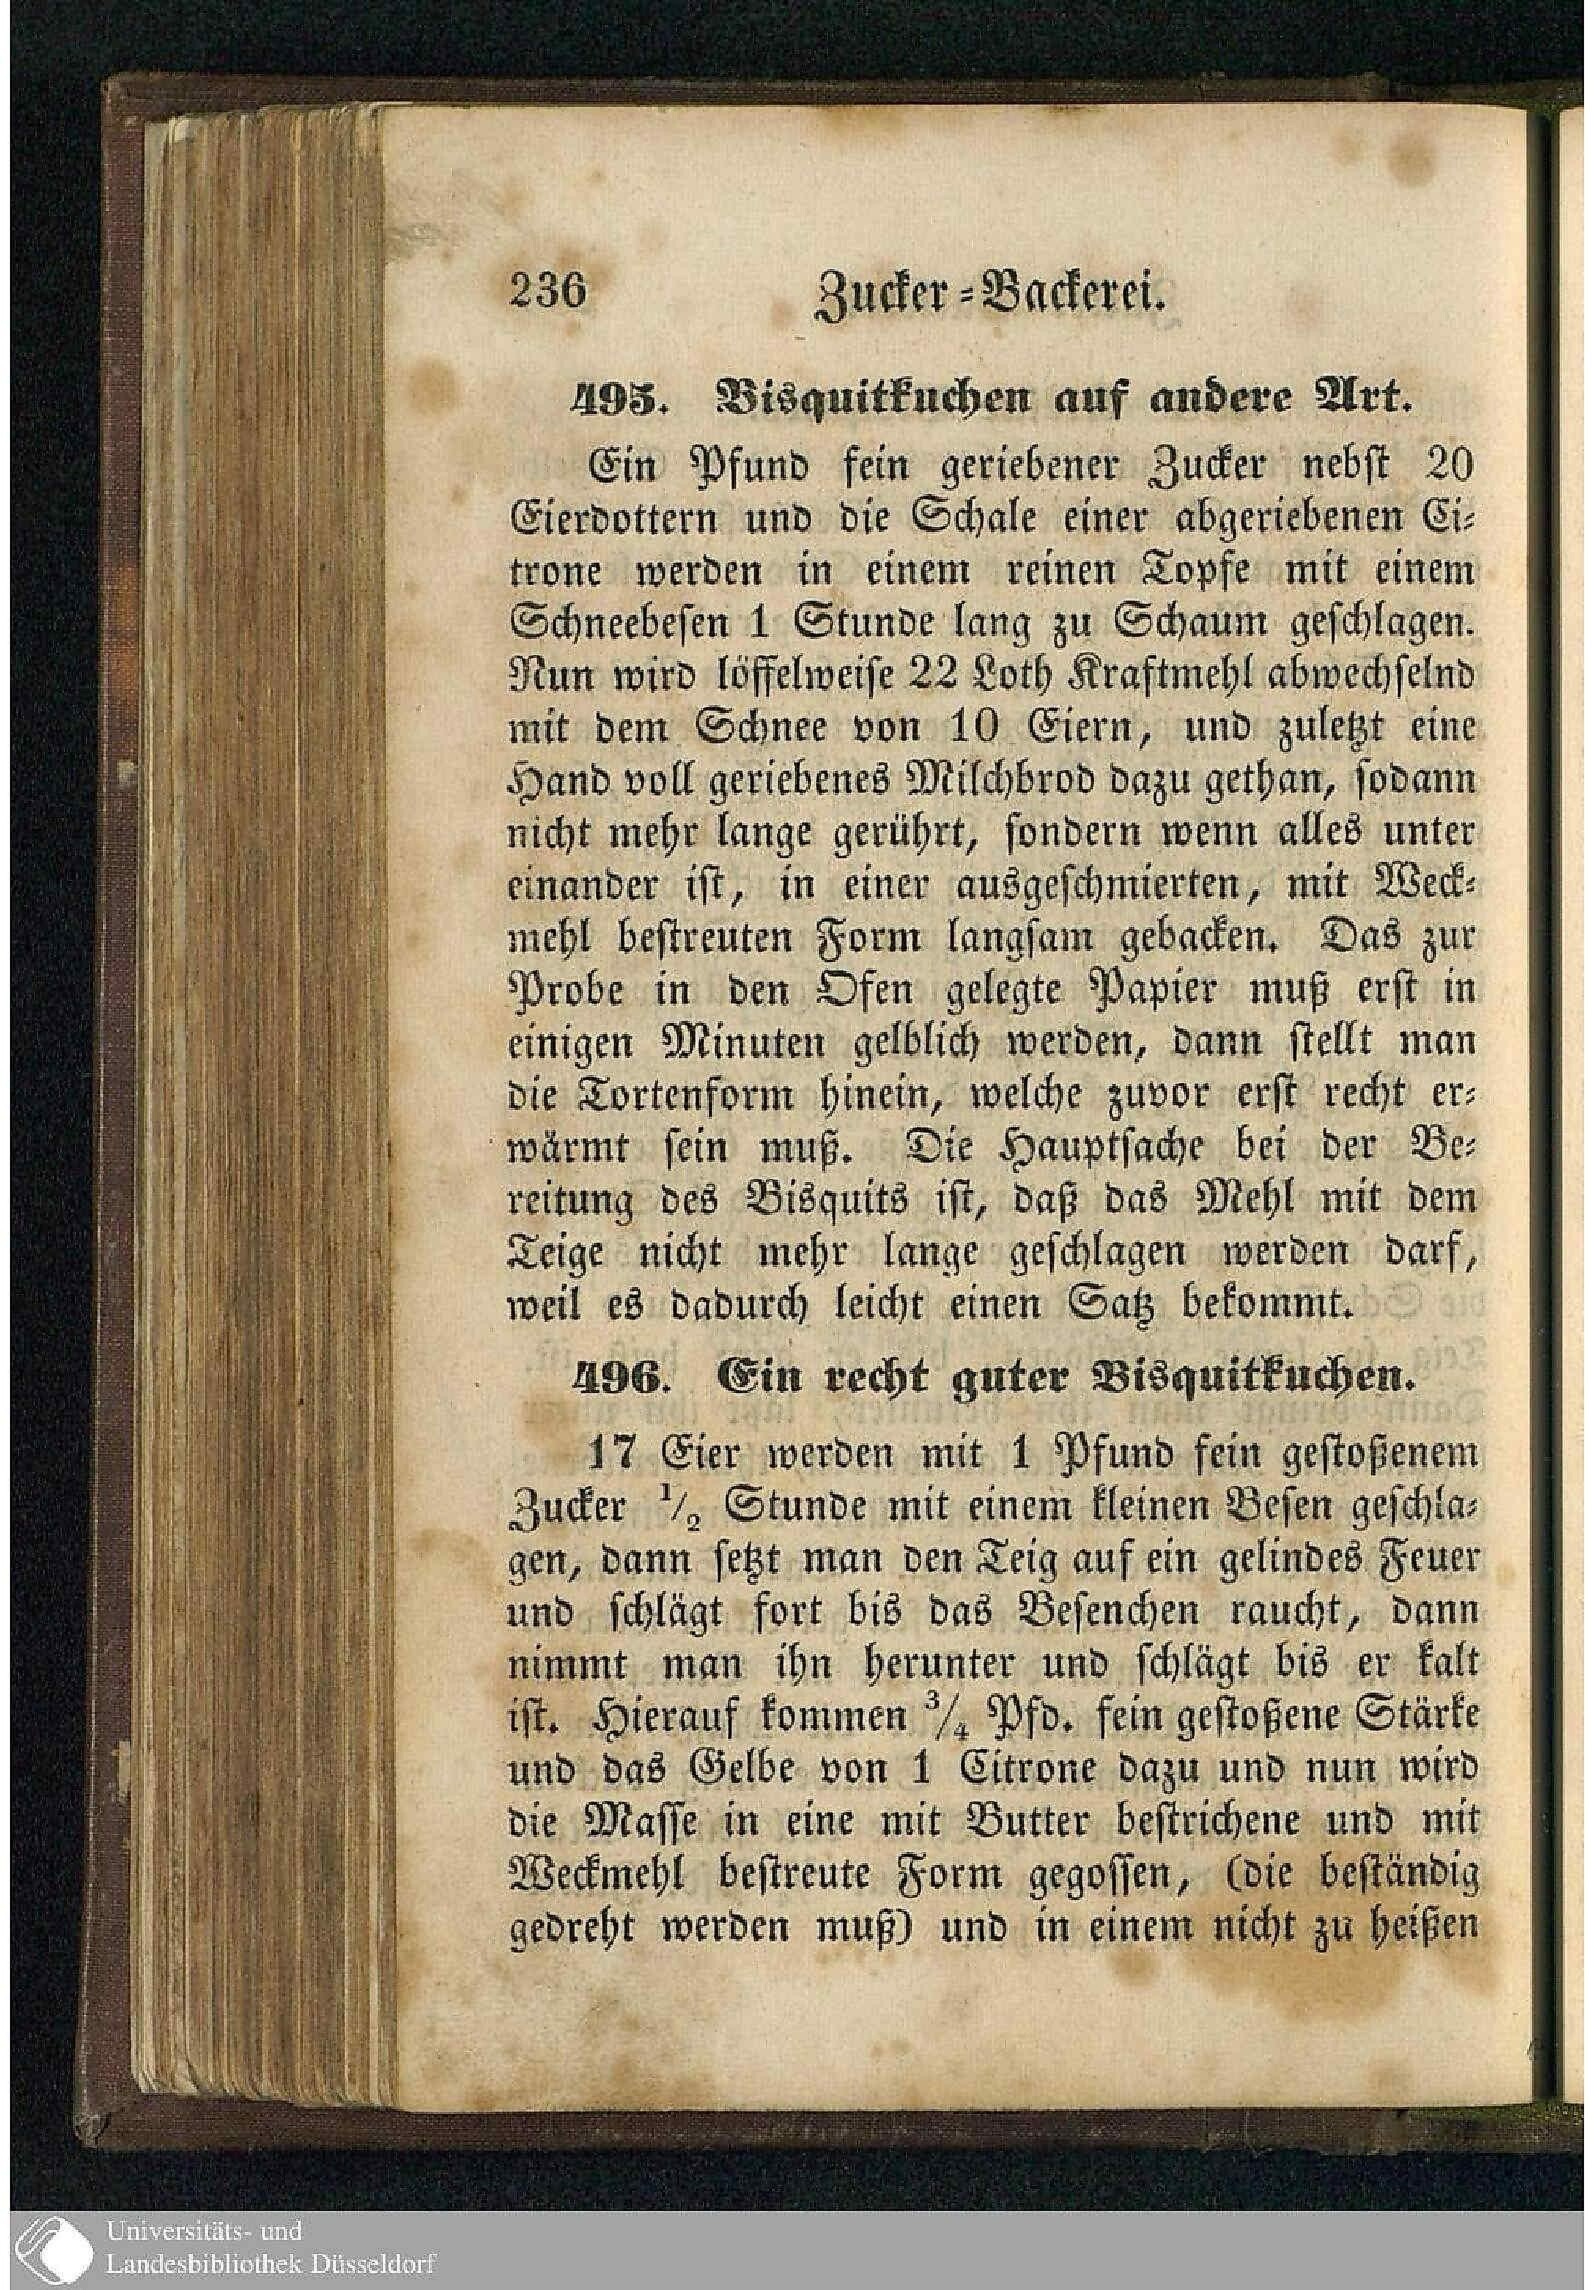 236 Zucker-Backerei.
495. Bisquitkuchen auf andere Art.
Ein Pfund fein geriebener Zucker nebst 20
Eierdottern und die Schale einer abgeriebenen Ci-
trone werden in einem reinen Topfe mit einem
Schneebesen 1 Stunde lang zu Schaum geschlagen.
Nun wird löffelweise 22 Loth Kraftmehl abwechselnd
mit dem Schnee von 10 Eiern, und zuletzt eine
Hand voll geriebenes Milchbrod dazu gethan, sodann
nicht mehr lange gerührt, sondern wenn alles unter
einander ist, in einer ausgeschmierten, mit Weck-
mehl bestreuten Form langsam gebacken. Das zur
Probe in den Ofen gelegte Papier muß erst in
einigen Minuten gelblich werden, dann stellt man
die Tortenform hinein, welche zuvor erst recht er-
wärmt sein muß. Die Hauptsache bei der Be-
reitung des Bisquits ist, daß das Mehl mit dem
Teige nicht mehr lange geschlagen werden darf,
weil es dadurch leicht einen Satz bekommt.
496. Ein recht guter Bisquitkuchen.
17 Eier werden mit 1 Pfund fein gestoßenem
Zucker 1/2 Stunde mit einem kleinen Besen geschla-
gen, dann setzt man den Teig auf ein gelindes Feuer
und schlägt fort bis das Besenchen raucht, dann
nimmt man ihn herunter und schlägt bis er kalt
ist. Hierauf kommen 3/4 Pfd. fein gestoßene Stärke
und das Gelbe von 1 Citrone dazu und nun wird
die Masse in eine mit Butter bestrichene und mit
Weckmehl bestreute Form gegossen, (die beständig
gedreht werden muß) und in einem nicht zu heißen
Universitäts- und
Landesbibliothek Düsseldorf